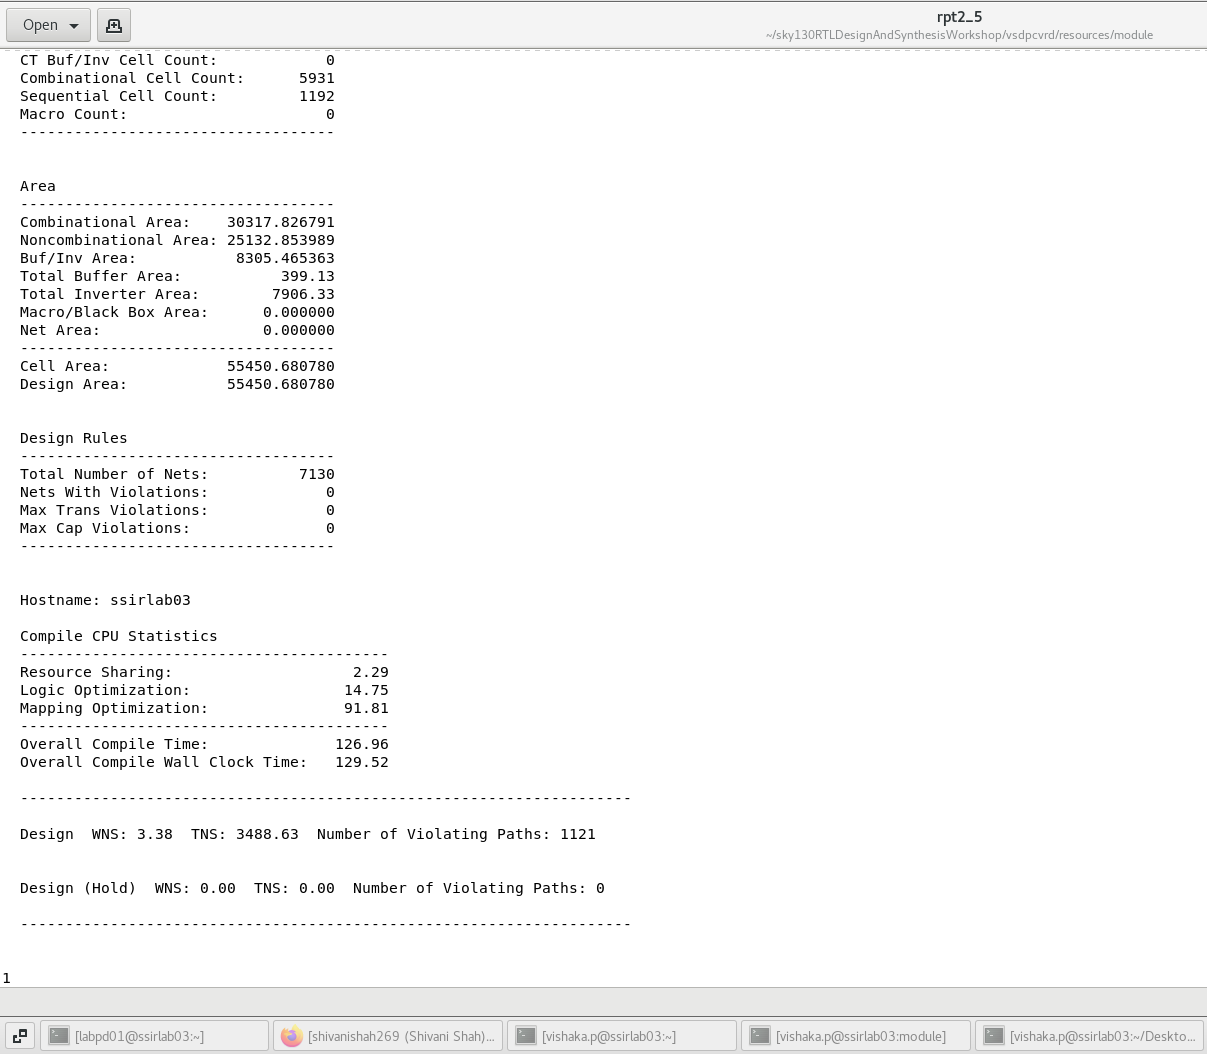 Open
rpt2_5
~/sky130RTLDesignAndSynthesisWorkshop/vsdpcvrd/resources/module
CT Buf/Inv Cell Count: 0
Combinational Cell Count: 5931
Sequential Cell Count: 1192
Macro Count: 0
-----------------------------------
Area
-----------------------------------
Combinational Area: 30317.826791
Noncombinational Area: 25132.853989
Buf/Inv Area: 8305.465363
Total Buffer Area: 399.13
Total Inverter Area: 7906.33
Macro/Black Box Area: 0.000000
Net Area: 0.000000
-----------------------------------
Cell Area: 55450.680780
Design Area: 55450.680780
Design Rules
-----------------------------------
Total Number of Nets: 7130
Nets With Violations: 0
Max Trans Violations: 0
Max Cap Violations: 0
-----------------------------------
Hostname: ssirlab03
Compile CPU Statistics
-----------------------------------------
Resource Sharing: 2.29
Logic Optimization: 14.75
Mapping Optimization: 91.81
-----------------------------------------
Overall Compile Time: 126.96
Overall Compile Wall Clock Time: 129.52
--------------------------------------------------------------------
Design WNS: 3.38 TNS: 3488.63 Number of Violating Paths: 1121
Design (Hold) WNS: 0.00 TNS: 0.00 Number of Violating Paths: 0
--------------------------------------------------------------------
1
[labpd01@ssirlab03:~]
[shivanishah269 (Shivani Shah)...
[vishaka.p@ssirlab03:~]
[vishaka.p@ssirlab03:module]
[vishaka.p@ssirlab03:~/Deskto...